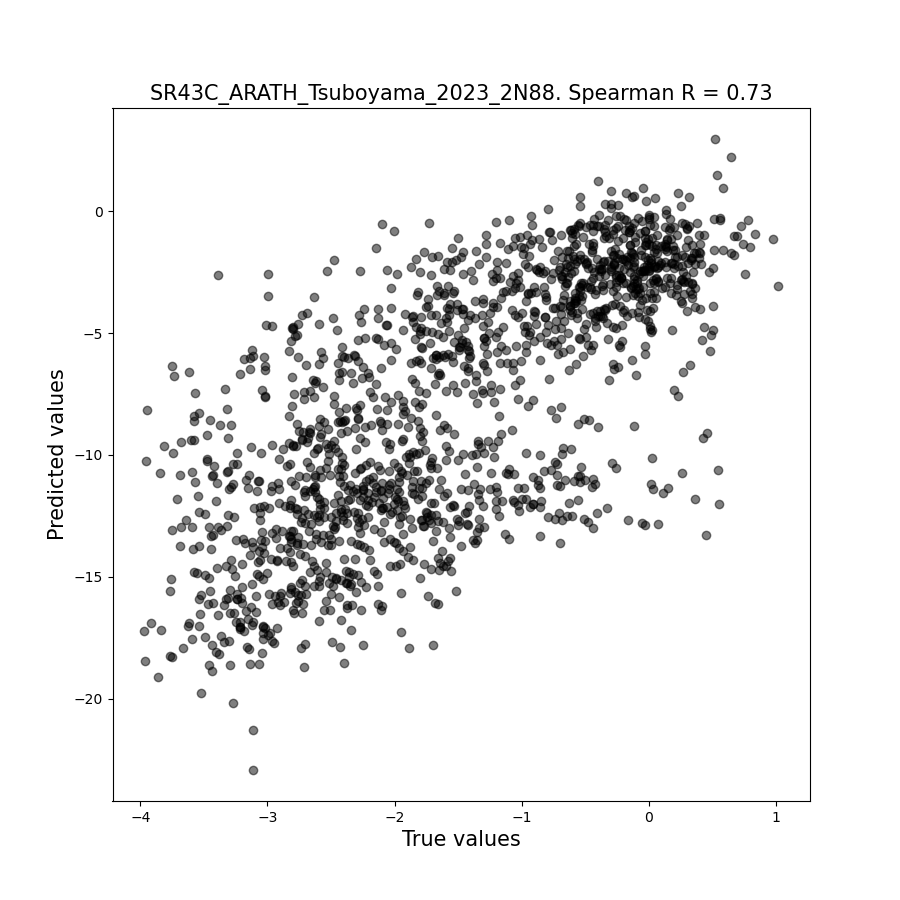 SR43C_ARATH_Tsuboyama_2023_2N88. Spearman R = 0.73
0
−5
−10
−15
−20
Predicted values
−4 −3 −2 −1 0 1
True values